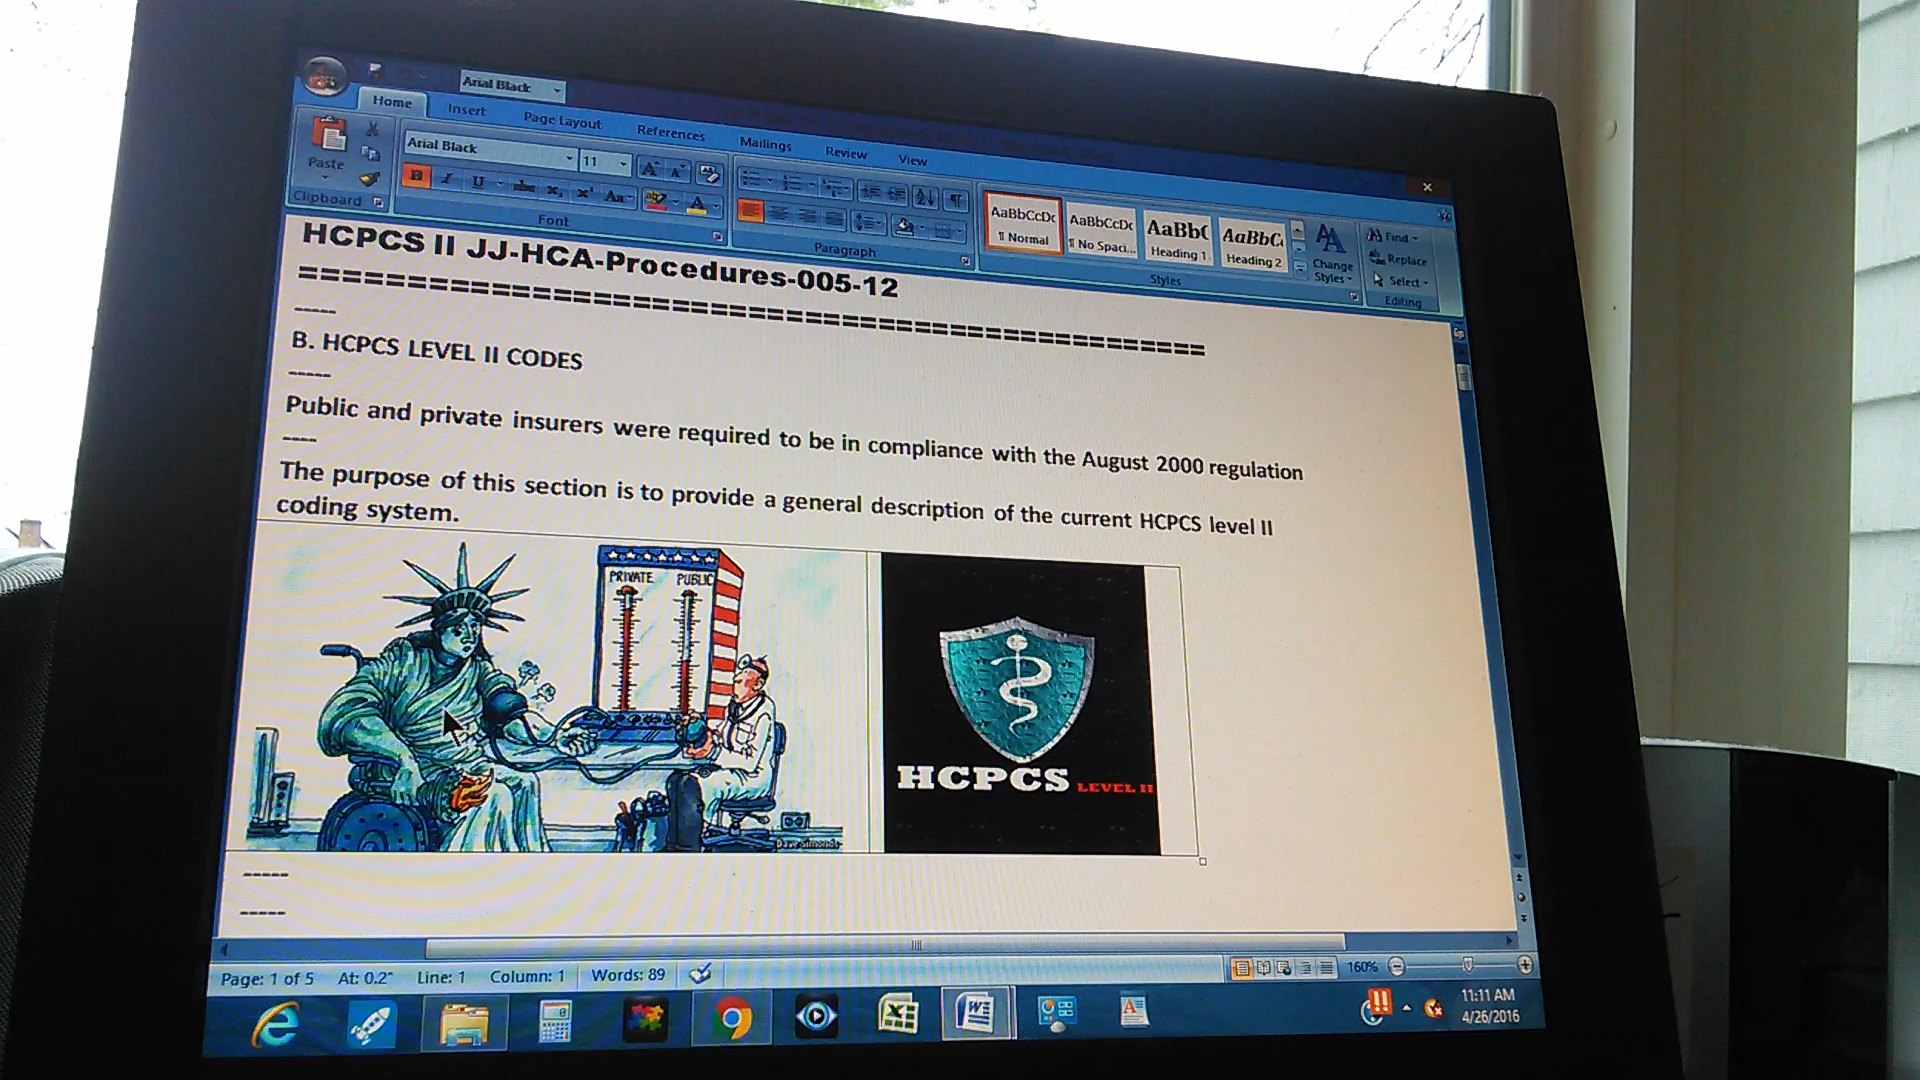 Arial Black
Home Insert Page Layout References Mailings Review View
Paste
Clipboard
Arial Black 11
Font
Paragraph
AaBbCcDc AaBbCcDc AaBb( AaBbC
¶ Normal ¶ No Spaci... Heading 1 Heading 2
Change
Styles
Styles
Find
Replace
Select
Editing
HCPCS II JJ-HCA-Procedures-005-12
B. HCPCS LEVEL II CODES
Public and private insurers were required to be in compliance with the August 2000 regulation
The purpose of this section is to provide a general description of the current HCPCS level II
coding system.
PRIVATE PUBLIC
Dave Simonds
HCPCS LEVEL II
Page: 1 of 5 At: 0.2" Line: 1 Column: 1 Words: 89
160%
11:11 AM
4/26/2016